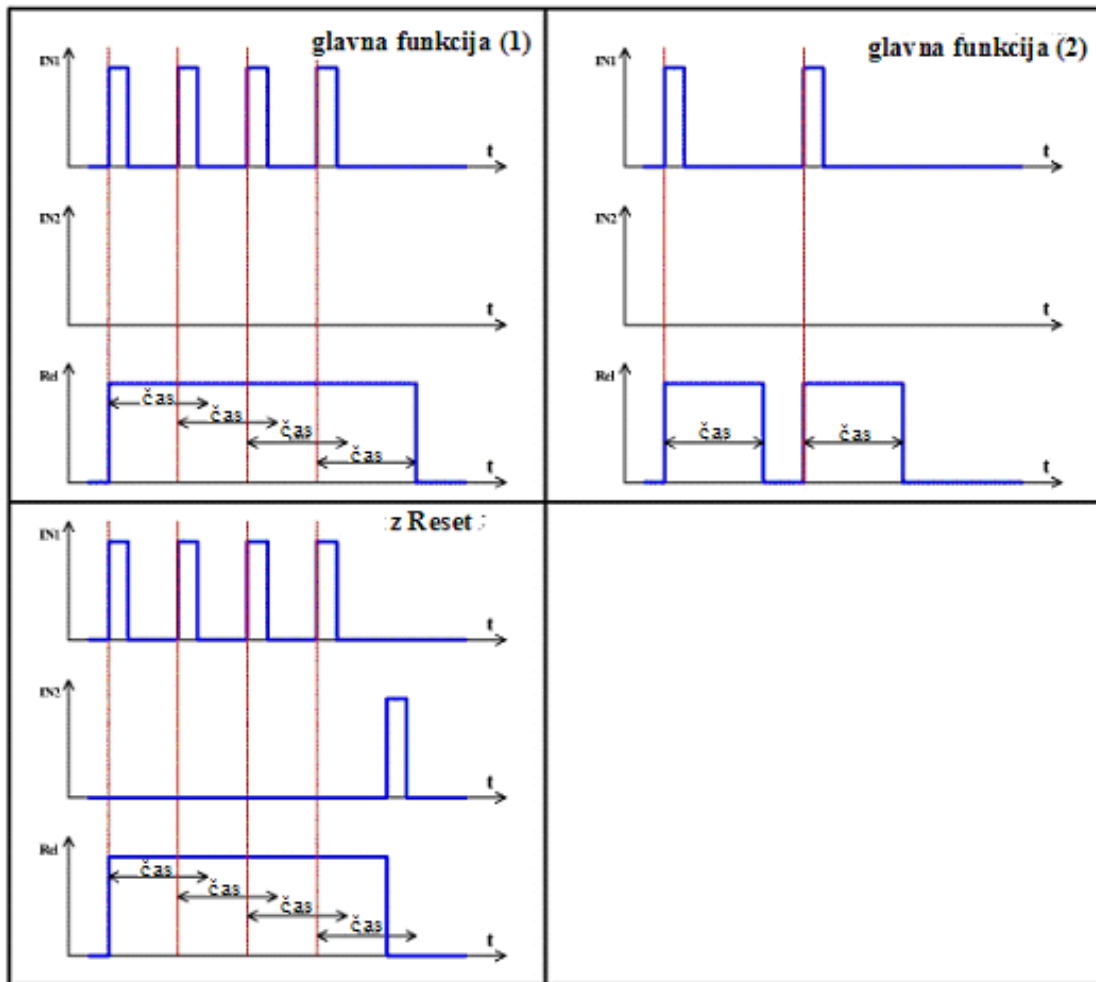 glavna funkcija (1)
IN1
t
IN2
t
Rel
čas
čas
čas
čas
t
glavna funkcija (2)
IN1
t
IN2
t
Rel
čas
čas
t
z Reset
IN1
t
IN2
t
Rel
čas
čas
čas
čas
t